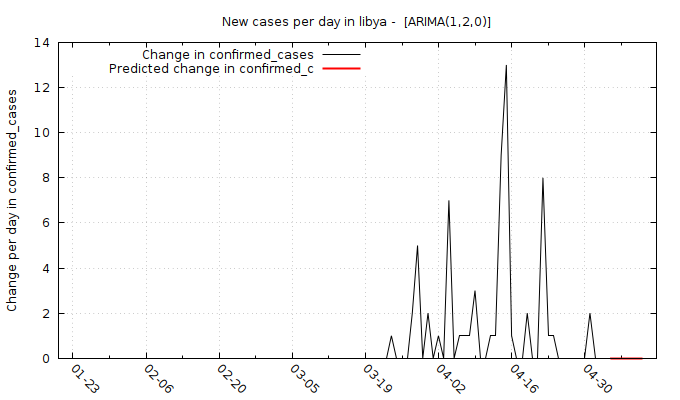 New cases per day in libya -  [ARIMA(1,2,0)]
Change in confirmed_cases
Predicted change in confirmed_c
Change per day in confirmed_cases
14
12
10
8
6
4
2
0
01-23 02-06 02-20 03-05 03-19 04-02 04-16 04-30